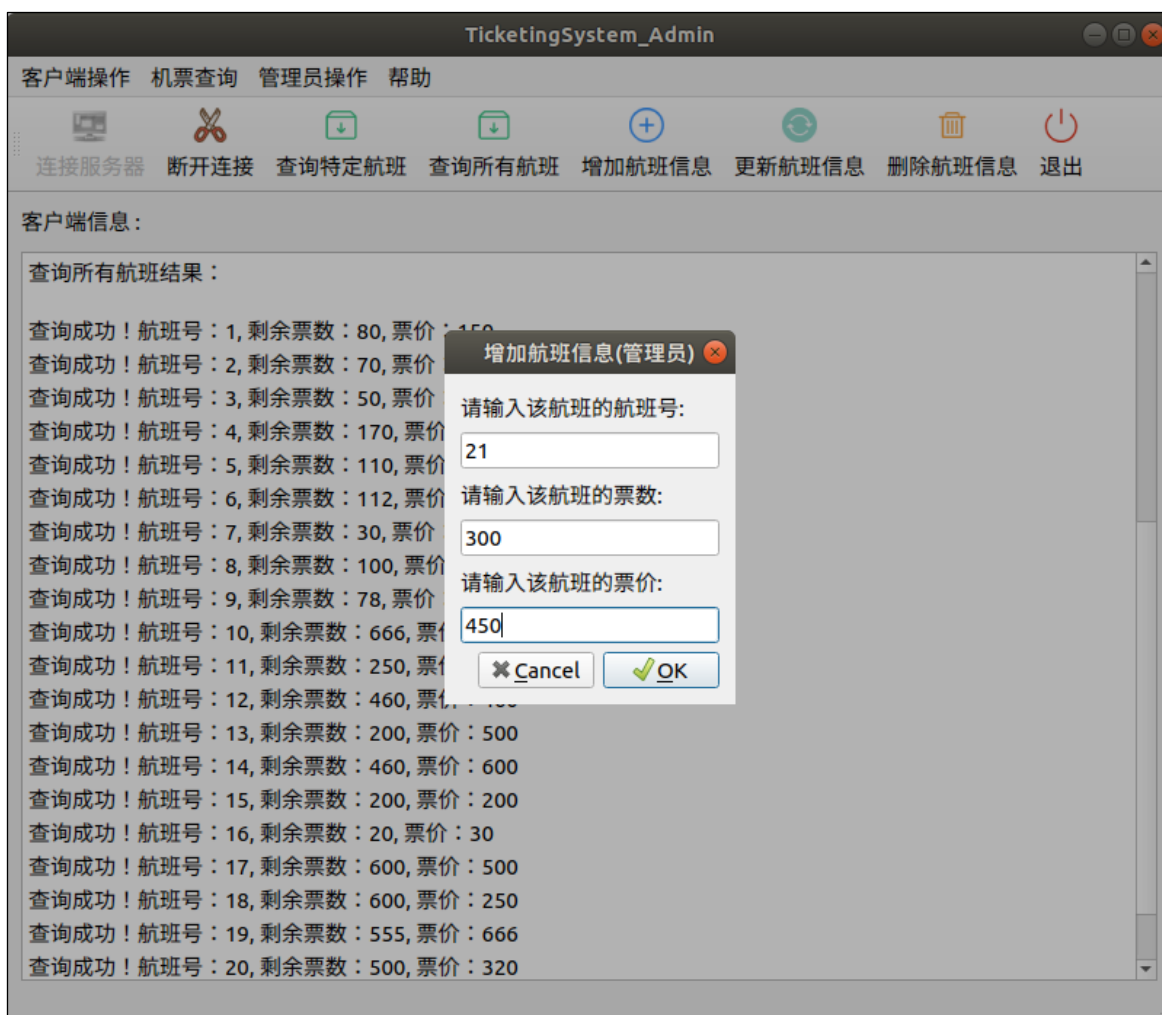 TicketingSystem_Admin
客户端操作 机票查询 管理员操作 帮助
连接服务器 断开连接 查询特定航班 查询所有航班 增加航班信息 更新航班信息 删除航班信息 退出
客户端信息:
查询所有航班结果：
查询成功！航班号：1, 剩余票数：80, 票价：150
查询成功！航班号：2, 剩余票数：70, 票价
查询成功！航班号：3, 剩余票数：50, 票价
查询成功！航班号：4, 剩余票数：170, 票价
查询成功！航班号：5, 剩余票数：110, 票价
查询成功！航班号：6, 剩余票数：112, 票价
查询成功！航班号：7, 剩余票数：30, 票价
查询成功！航班号：8, 剩余票数：100, 票价
查询成功！航班号：9, 剩余票数：78, 票价
查询成功！航班号：10, 剩余票数：666, 票价
查询成功！航班号：11, 剩余票数：250, 票价
查询成功！航班号：12, 剩余票数：460, 票价
查询成功！航班号：13, 剩余票数：200, 票价：500
查询成功！航班号：14, 剩余票数：460, 票价：600
查询成功！航班号：15, 剩余票数：200, 票价：200
查询成功！航班号：16, 剩余票数：20, 票价：30
查询成功！航班号：17, 剩余票数：600, 票价：500
查询成功！航班号：18, 剩余票数：600, 票价：250
查询成功！航班号：19, 剩余票数：555, 票价：666
查询成功！航班号：20, 剩余票数：500, 票价：320
增加航班信息(管理员)
请输入该航班的航班号:
21
请输入该航班的票数:
300
请输入该航班的票价:
450
Cancel OK